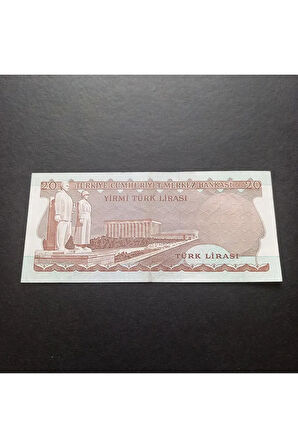 20 TÜRKİYE CUMHURİYET MERKEZ BANKASI 20
YİRMİ TÜRK LİRASI
TÜRK LİRASI